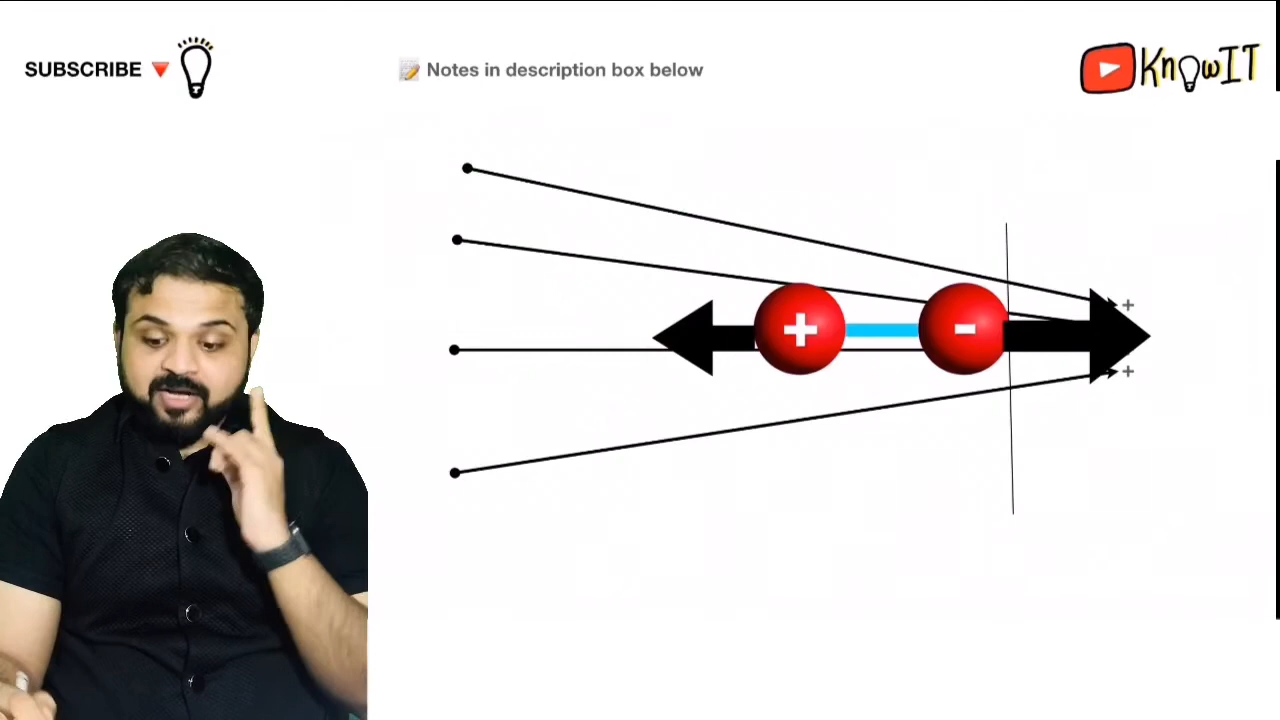 SUBSCRIBE
Notes in description box below
KnowIT
+
+ -
+